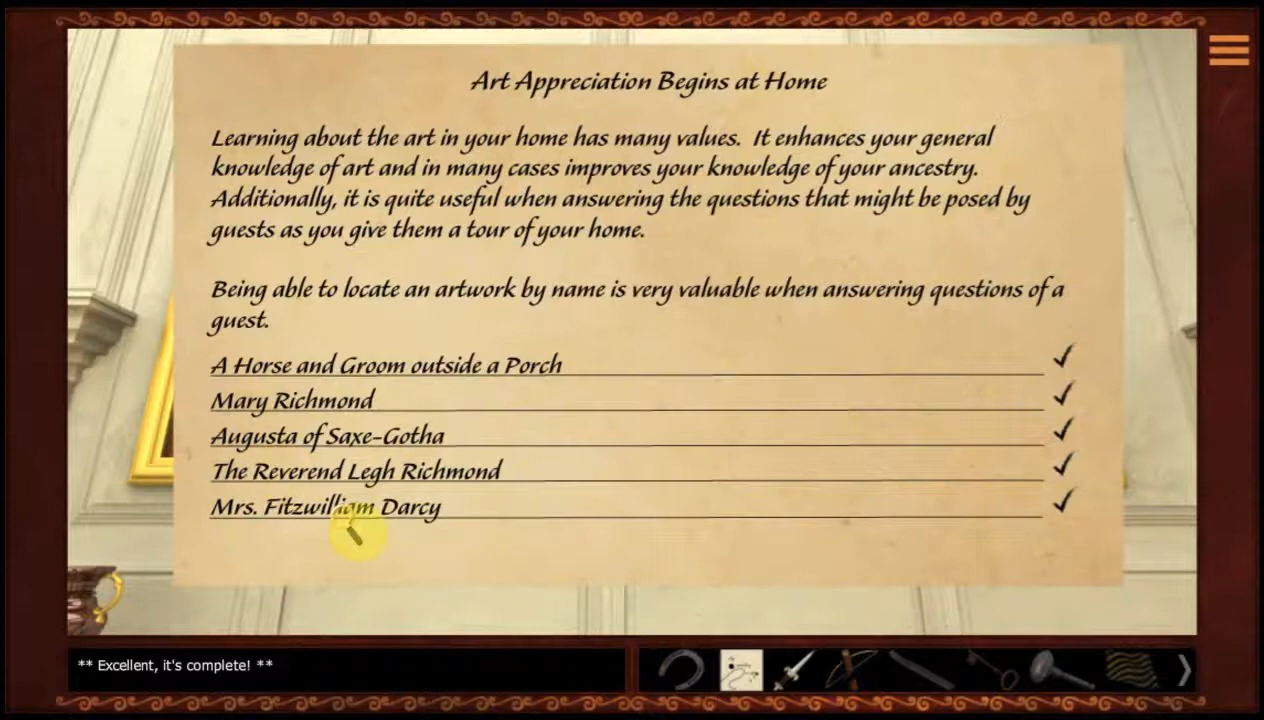 Art Appreciation Begins at Home
Learning about the art in your home has many values. It enhances your general
knowledge of art and in many cases improves your knowledge of your ancestry.
Additionally, it is quite useful when answering the questions that might be posed by
guests as you give them a tour of your home.
Being able to locate an artwork by name is very valuable when answering questions of a
guest.
A Horse and Groom outside a Porch
Mary Richmond
Augusta of Saxe-Gotha
The Reverend Legh Richmond
Mrs. Fitzwilliam Darcy
** Excellent, it's complete! **